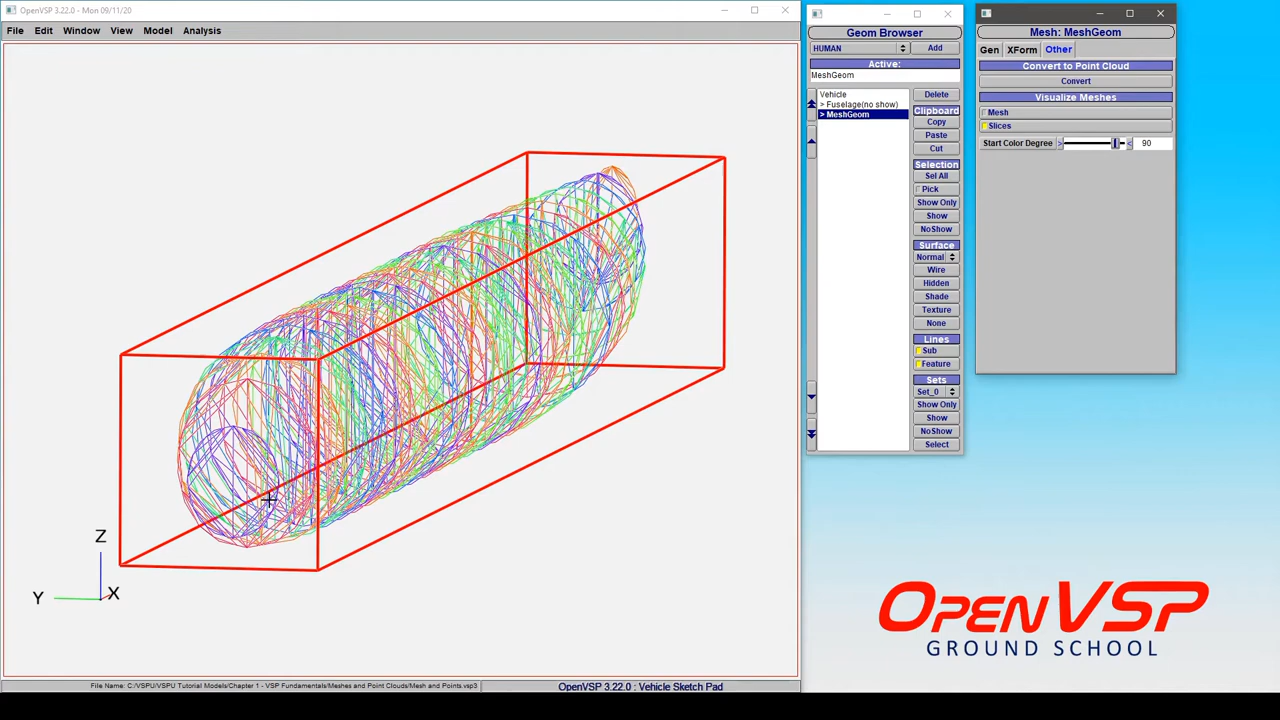 OpenVSP - Mon 09/11/20
File Edit Window View Model Analysis
Z
Y
X
File Name: C:/VSPU/VSPU Tutorial Models/Chapter 1 - VSP Fundamentals/Meshes and Point Clouds/Mesh and Points.vsp3
OpenVSP 3.22.0 : Vehicle Sketch Pad
Geom Browser
HUMAN
Add
Active:
MeshGeom
Vehicle
> Fuselage(no show)
> MeshGeom
Delete
Clipboard
Copy
Paste
Cut
Selection
Sel All
Pick
Show Only
Show
NoShow
Surface
Normal
Wire
Hidden
Shade
Texture
None
Lines
Sub
Feature
Sets
Set_0
Show Only
Show
NoShow
Select
Mesh: MeshGeom
Gen XForm Other
Convert to Point Cloud
Convert
Visualize Meshes
Mesh
Slices
Start Color Degree > < 90
OPENVSP
GROUND SCHOOL